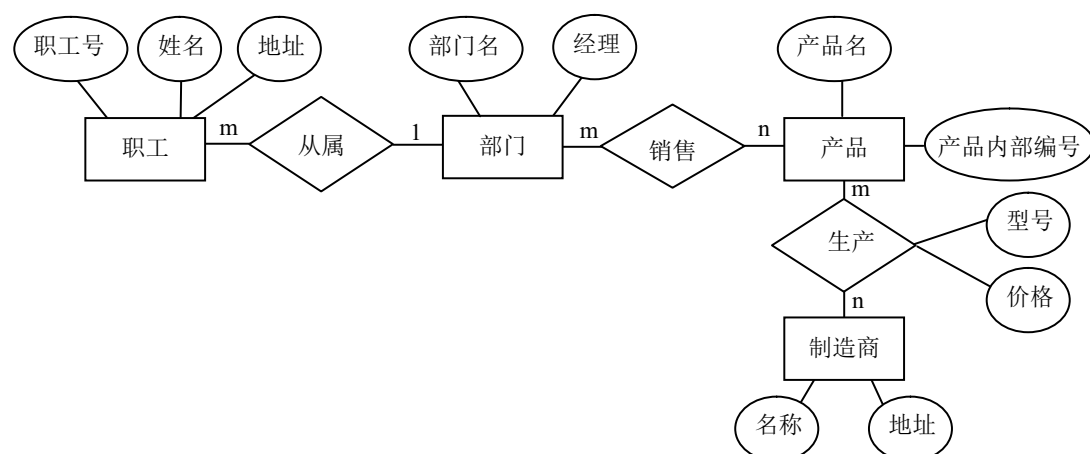 职工号
姓名
地址
部门名
经理
产品名
职工
m
从属
1
部门
m
销售
n
产品
产品内部编号
m
生产
型号
价格
n
制造商
名称
地址